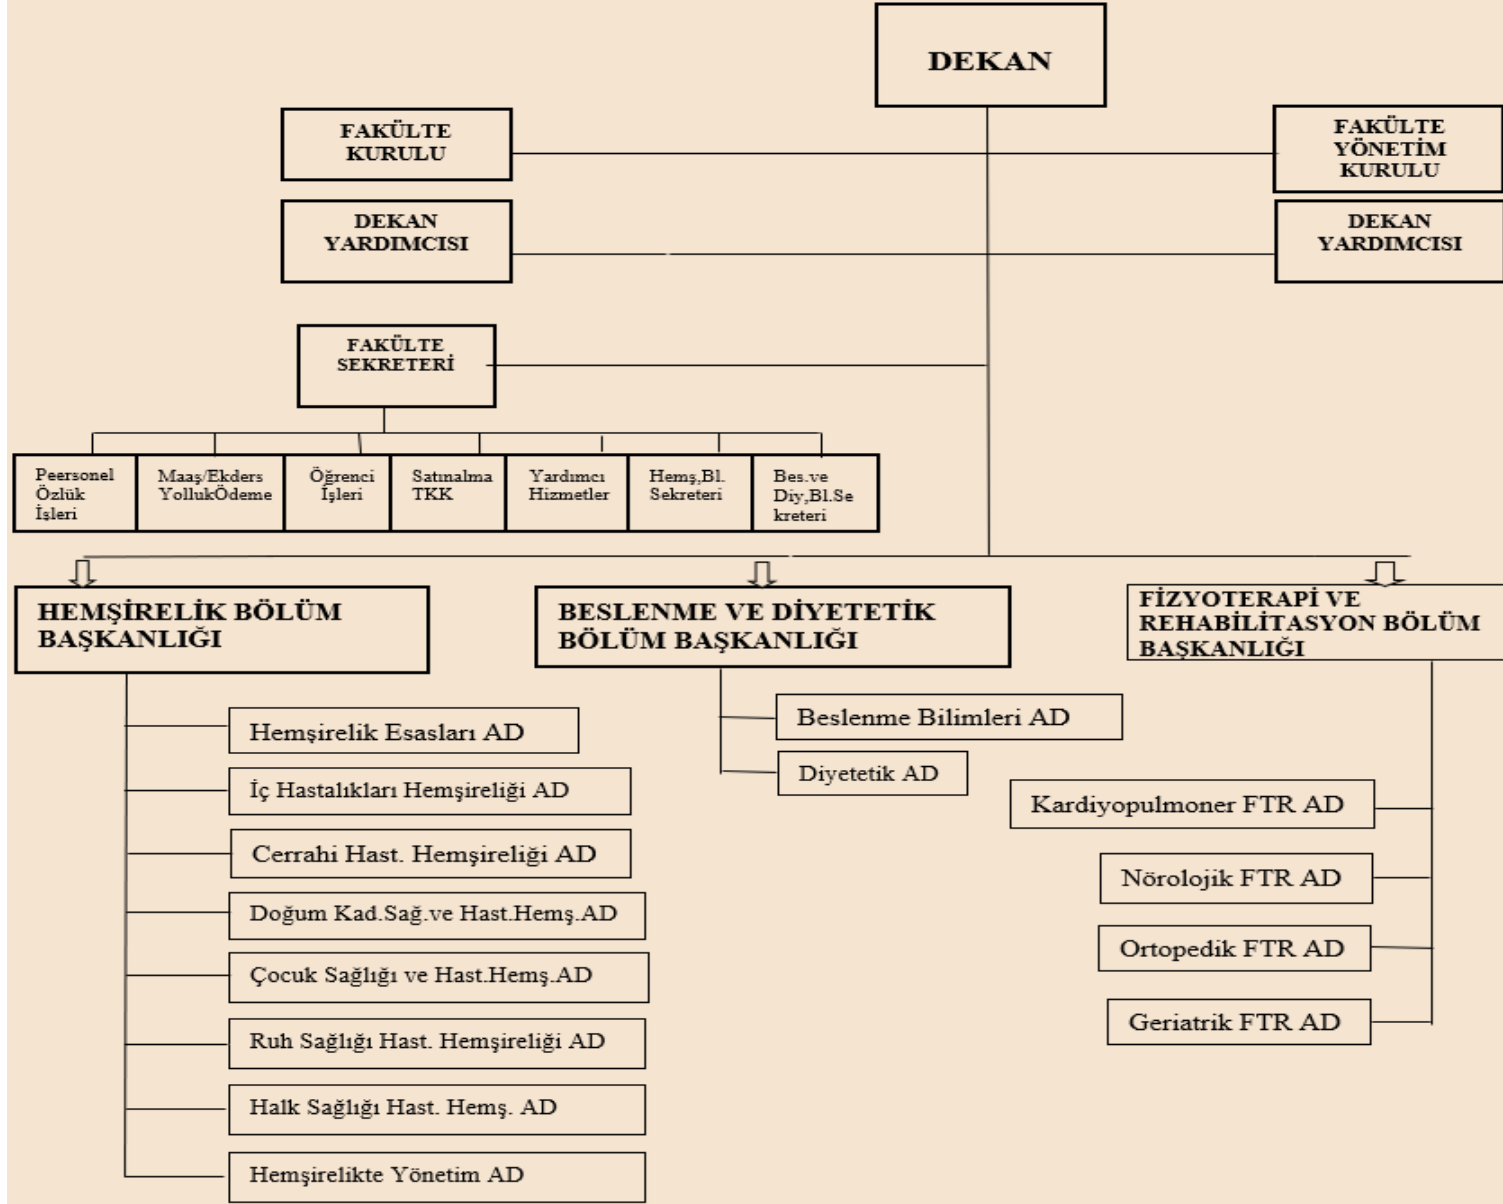 DEKAN
FAKÜLTE
KURULU
FAKÜLTE
YÖNETİM
KURULU
DEKAN
YARDIMCISI
DEKAN
YARDIMCISI
FAKÜLTE
SEKRETERİ
Peersonel
Özlük
İşleri
Maaş/Ekders
YollukÖdeme
Öğrenci
İşleri
Satınalma
TKK
Yardımcı
Hizmetler
Hemş,Bl.
Sekreteri
Bes.ve
Diy,Bl.Se
kreteri
HEMŞİRELİK BÖLÜM
BAŞKANLIĞI
BESLENME VE DİYETETİK
BÖLÜM BAŞKANLIĞI
FİZYOTERAPİ VE
REHABİLİTASYON BÖLÜM
BAŞKANLIĞI
Hemşirelik Esasları AD
İç Hastalıkları Hemşireliği AD
Cerrahi Hast. Hemşireliği AD
Doğum Kad.Sağ.ve Hast.Hemş.AD
Çocuk Sağlığı ve Hast.Hemş.AD
Ruh Sağlığı Hast. Hemşireliği AD
Halk Sağlığı Hast. Hemş. AD
Hemşirelikte Yönetim AD
Beslenme Bilimleri AD
Diyetetik AD
Kardiyopulmoner FTR AD
Nörolojik FTR AD
Ortopedik FTR AD
Geriatrik FTR AD